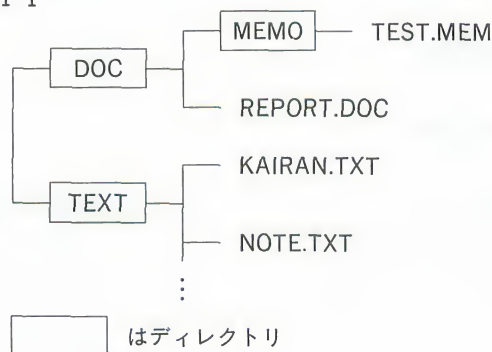 MEMO TEST.MEM
DOC
REPORT.DOC
KAIRAN.TXT
TEXT
NOTE.TXT
⋮
はディレクトリ